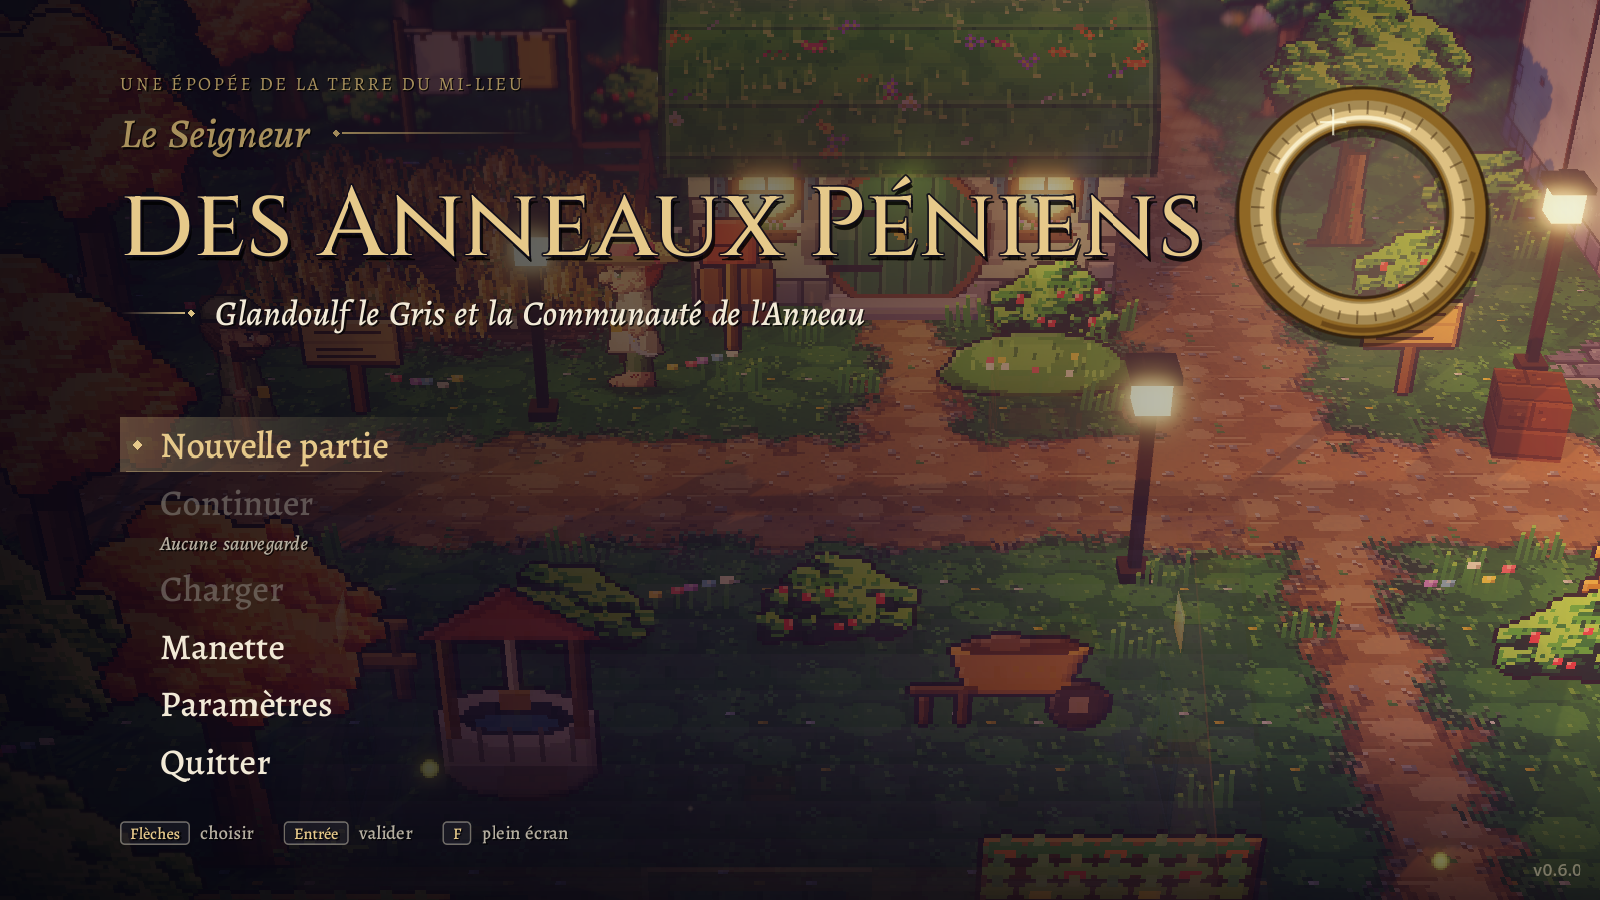 UNE ÉPOPÉE DE LA TERRE DU MI-LIEU
Le Seigneur
DES ANNEAUX PÉNIENS
Glandoulf le Gris et la Communauté de l'Anneau
Nouvelle partie
Continuer
Aucune sauvegarde
Charger
Manette
Paramètres
Quitter
Flèches choisir Entrée valider F plein écran
v0.6.0